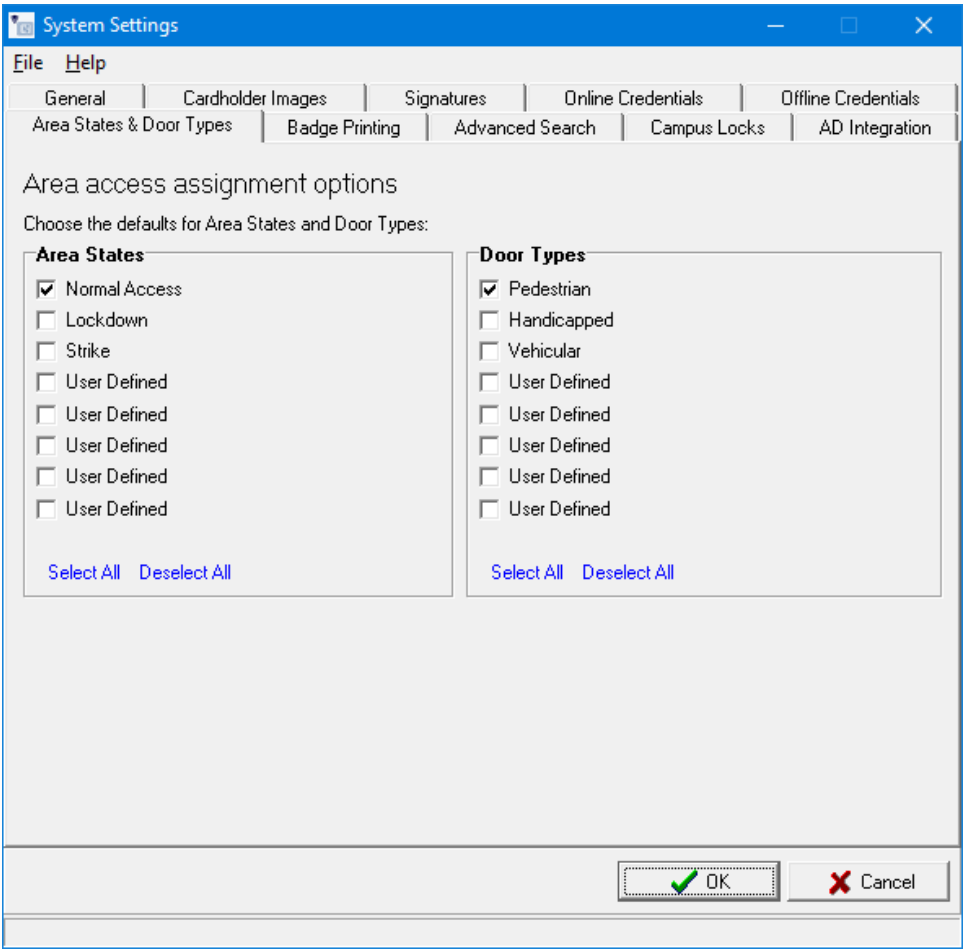 System Settings
File Help
General Cardholder Images Signatures Online Credentials Offline Credentials
Area States & Door Types Badge Printing Advanced Search Campus Locks AD Integration
Area access assignment options
Choose the defaults for Area States and Door Types:
Area States
Normal Access
Lockdown
Strike
User Defined
User Defined
User Defined
User Defined
User Defined
Select All Deselect All
Door Types
Pedestrian
Handicapped
Vehicular
User Defined
User Defined
User Defined
User Defined
User Defined
Select All Deselect All
OK Cancel